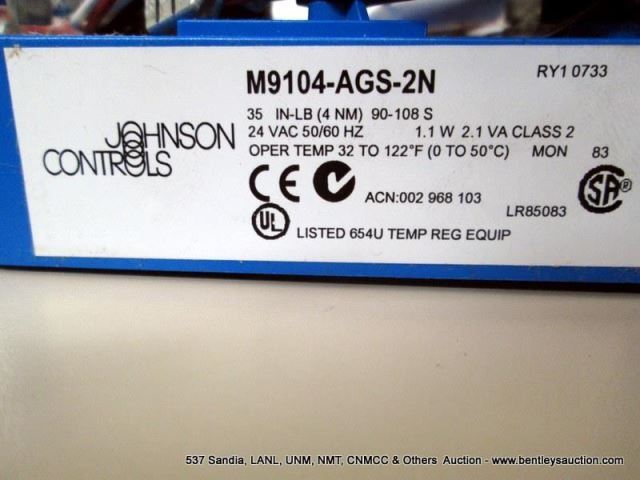 M9104-AGS-2N
RY1 0733
35 IN-LB (4 NM) 90-108 S
24 VAC 50/60 HZ 1.1 W 2.1 VA CLASS 2
OPER TEMP 32 TO 122°F (0 TO 50°C) MON 83
JOHNSON
CONTROLS
CE
ACN:002 968 103
SA
LR85083
UL
LISTED 654U TEMP REG EQUIP
537 Sandia, LANL, UNM, NMT, CNMCC & Others Auction - www.bentleysauction.com